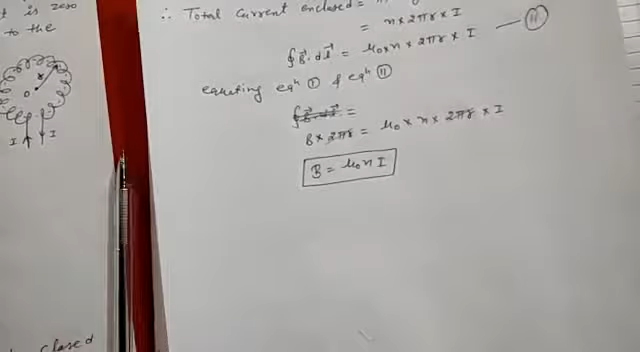 t is zero
to the
r
O
I I
closed
∴ Total current enclosed =
= n × 2πr × I
∮B⃗·dl⃗ = μ₀ × n × 2πr × I — (II)
equating eqⁿ (I) & eqⁿ (II)
B × 2πr = μ₀ × n × 2πr × I
B = μ₀ n I